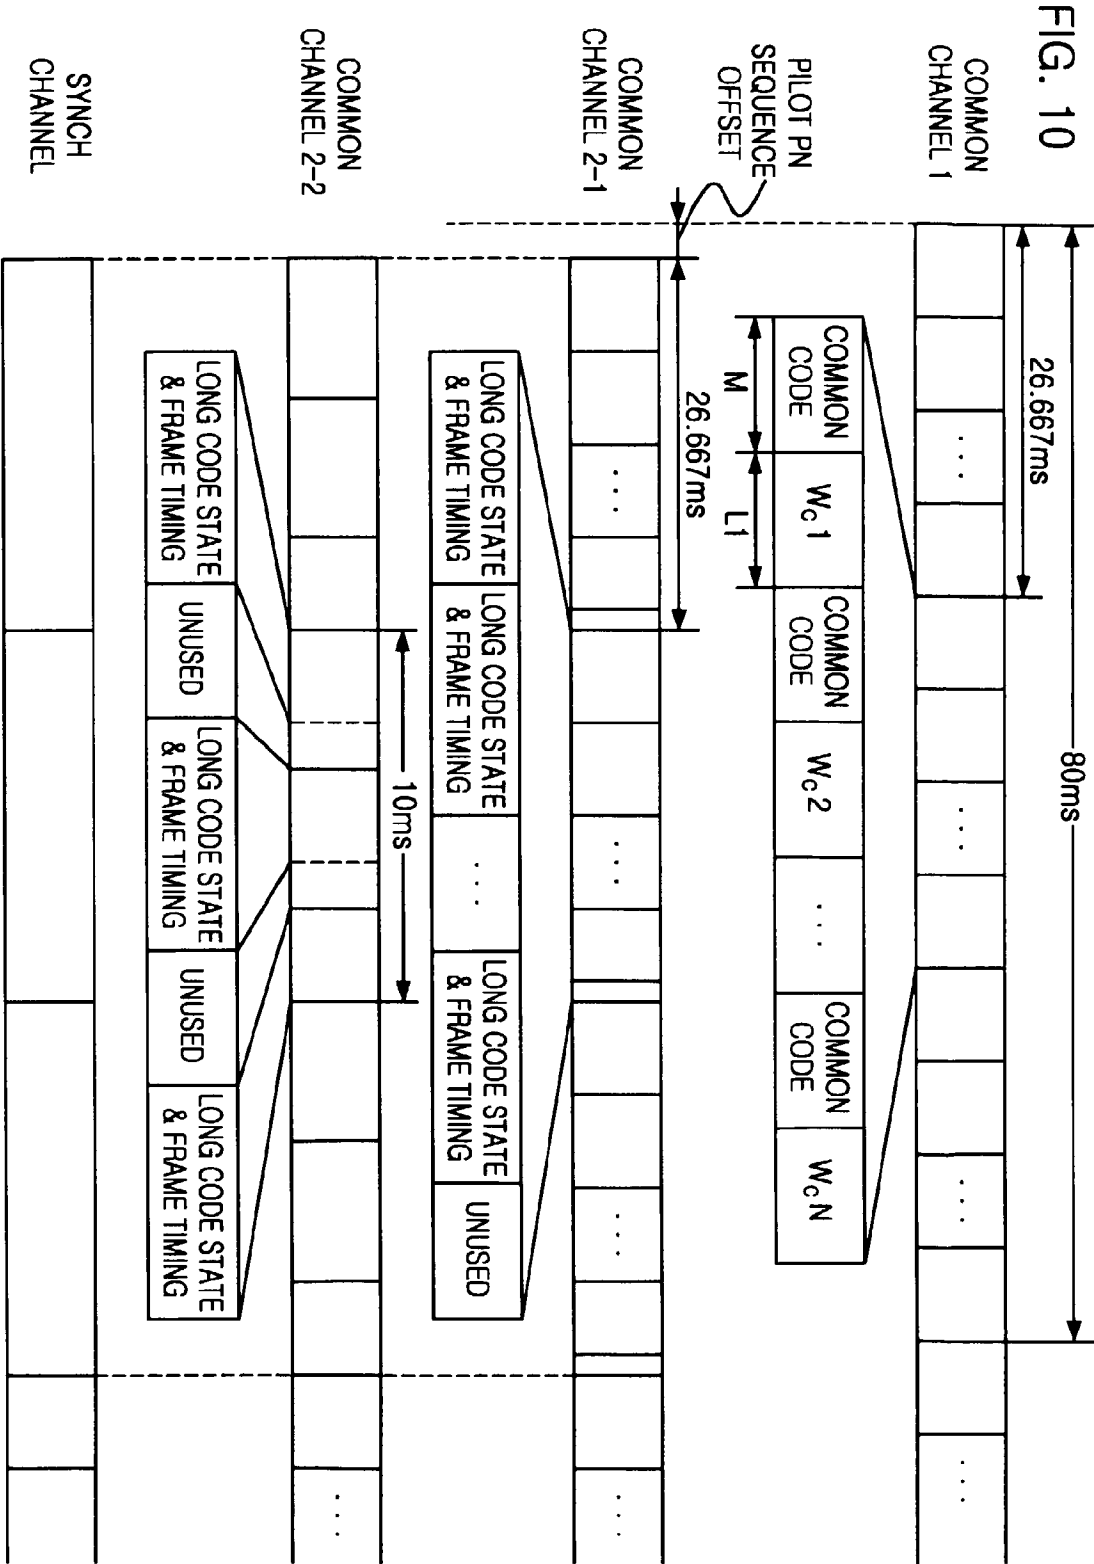 FIG. 10
80ms
26.667ms
COMMON
CHANNEL 1
...
...
...
...
COMMON
CODE
Wc1
COMMON
CODE
Wc2
...
COMMON
CODE
WcN
M
L1
PILOT PN
SEQUENCE
OFFSET
26.667ms
COMMON
CHANNEL 2-1
...
...
...
...
LONG CODE STATE
& FRAME TIMING
LONG CODE STATE
& FRAME TIMING
...
LONG CODE STATE
& FRAME TIMING
UNUSED
10ms
COMMON
CHANNEL 2-2
...
LONG CODE STATE
& FRAME TIMING
UNUSED
LONG CODE STATE
& FRAME TIMING
UNUSED
LONG CODE STATE
& FRAME TIMING
SYNCH
CHANNEL